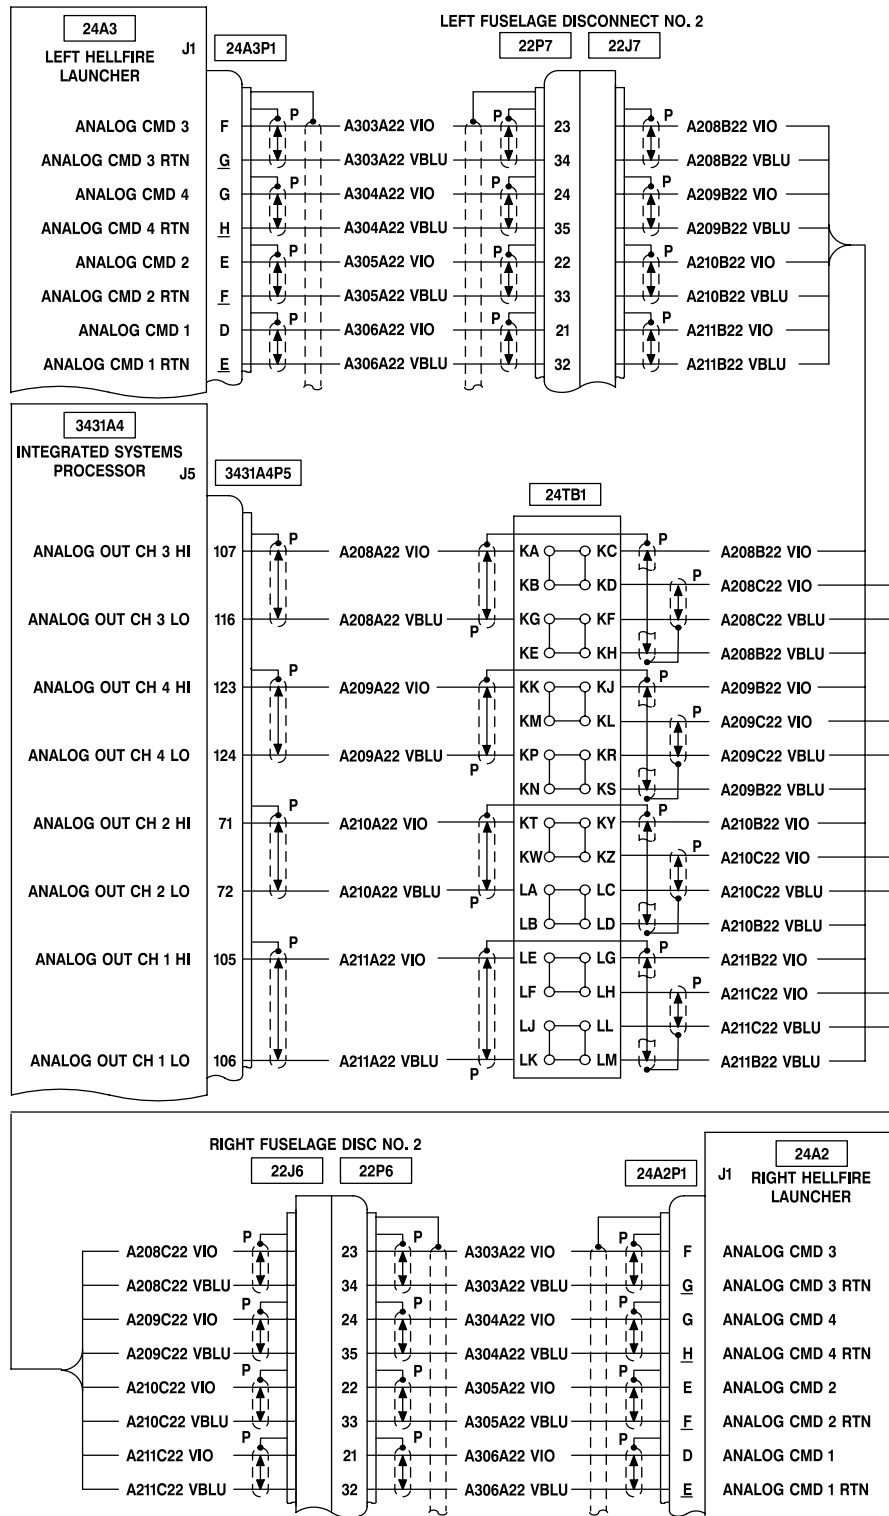 LEFT FUSELAGE DISCONNECT NO. 2
24A3 J1 24A3P1 22P7 22J7
LEFT HELLFIRE
LAUNCHER
P P P
ANALOG CMD 3 F A303A22 VIO 23 A208B22 VIO
ANALOG CMD 3 RTN G A303A22 VBLU 34 A208B22 VBLU
P P P
ANALOG CMD 4 G A304A22 VIO 24 A209B22 VIO
ANALOG CMD 4 RTN H A304A22 VBLU 35 A209B22 VBLU
P P P
ANALOG CMD 2 E A305A22 VIO 22 A210B22 VIO
ANALOG CMD 2 RTN F A305A22 VBLU 33 A210B22 VBLU
P P P
ANALOG CMD 1 D A306A22 VIO 21 A211B22 VIO
ANALOG CMD 1 RTN E A306A22 VBLU 32 A211B22 VBLU
3431A4
INTEGRATED SYSTEMS
PROCESSOR J5 3431A4P5 24TB1
P P P
ANALOG OUT CH 3 HI 107 A208A22 VIO KA KC A208B22 VIO
P
KB KD A208C22 VIO
ANALOG OUT CH 3 LO 116 A208A22 VBLU KG KF A208C22 VBLU
P
KE KH A208B22 VBLU
P P
ANALOG OUT CH 4 HI 123 A209A22 VIO KK KJ A209B22 VIO
P
KM KL A209C22 VIO
ANALOG OUT CH 4 LO 124 A209A22 VBLU KP KR A209C22 VBLU
P
KN KS A209B22 VBLU
P P
ANALOG OUT CH 2 HI 71 A210A22 VIO KT KY A210B22 VIO
P
KW KZ A210C22 VIO
ANALOG OUT CH 2 LO 72 A210A22 VBLU LA LC A210C22 VBLU
P
LB LD A210B22 VBLU
P P
ANALOG OUT CH 1 HI 105 A211A22 VIO LE LG A211B22 VIO
P
LF LH A211C22 VIO
LJ LL A211C22 VBLU
ANALOG OUT CH 1 LO 106 A211A22 VBLU LK LM A211B22 VBLU
P
RIGHT FUSELAGE DISC NO. 2
22J6 22P6 24A2P1 J1 24A2
RIGHT HELLFIRE
LAUNCHER
P P P
A208C22 VIO 23 A303A22 VIO F ANALOG CMD 3
A208C22 VBLU 34 A303A22 VBLU G ANALOG CMD 3 RTN
P P P
A209C22 VIO 24 A304A22 VIO G ANALOG CMD 4
A209C22 VBLU 35 A304A22 VBLU H ANALOG CMD 4 RTN
P P P
A210C22 VIO 22 A305A22 VIO E ANALOG CMD 2
A210C22 VBLU 33 A305A22 VBLU F ANALOG CMD 2 RTN
P P P
A211C22 VIO 21 A306A22 VIO D ANALOG CMD 1
A211C22 VBLU 32 A306A22 VBLU E ANALOG CMD 1 RTN